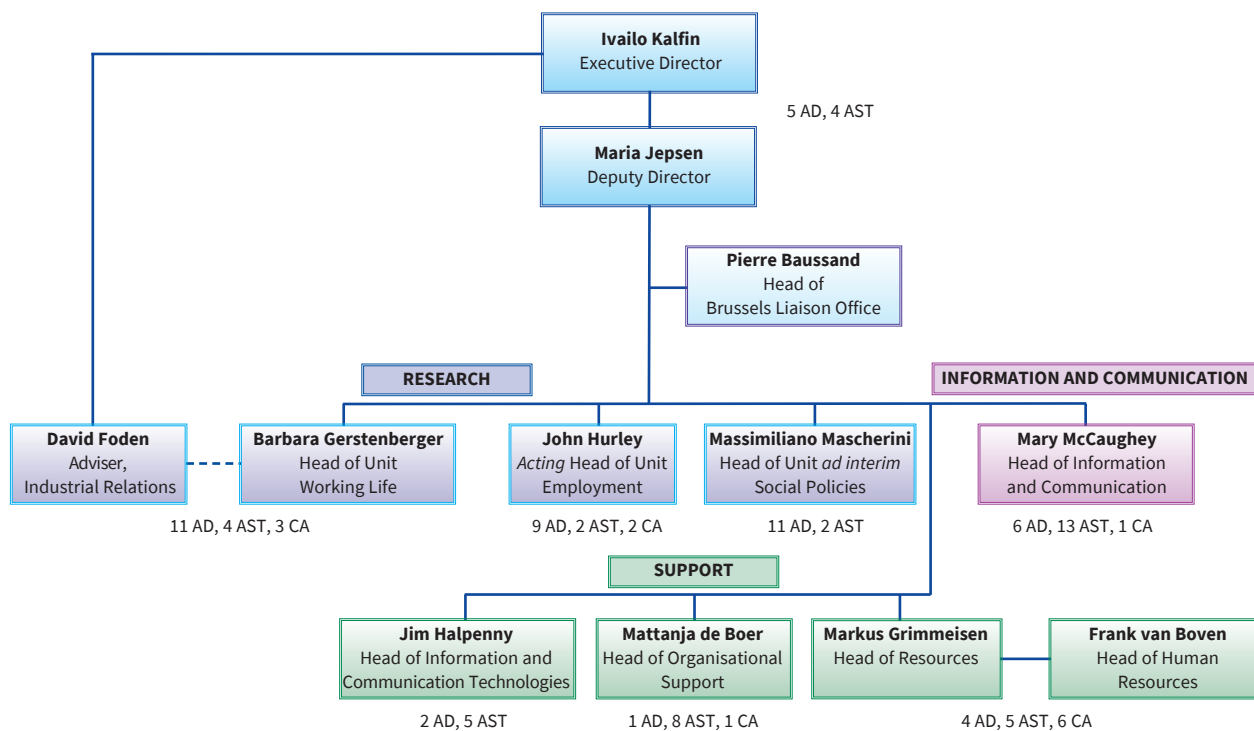 Ivailo Kalfin
Executive Director
5 AD, 4 AST
Maria Jepsen
Deputy Director
Pierre Baussand
Head of
Brussels Liaison Office
RESEARCH
INFORMATION AND COMMUNICATION
David Foden
Adviser,
Industrial Relations
Barbara Gerstenberger
Head of Unit
Working Life
John Hurley
Acting Head of Unit
Employment
Massimiliano Mascherini
Head of Unit ad interim
Social Policies
Mary McCaughey
Head of Information
and Communication
11 AD, 4 AST, 3 CA
9 AD, 2 AST, 2 CA
11 AD, 2 AST
6 AD, 13 AST, 1 CA
SUPPORT
Jim Halpenny
Head of Information and
Communication Technologies
Mattanja de Boer
Head of Organisational
Support
Markus Grimmeisen
Head of Resources
Frank van Boven
Head of Human
Resources
2 AD, 5 AST
1 AD, 8 AST, 1 CA
4 AD, 5 AST, 6 CA